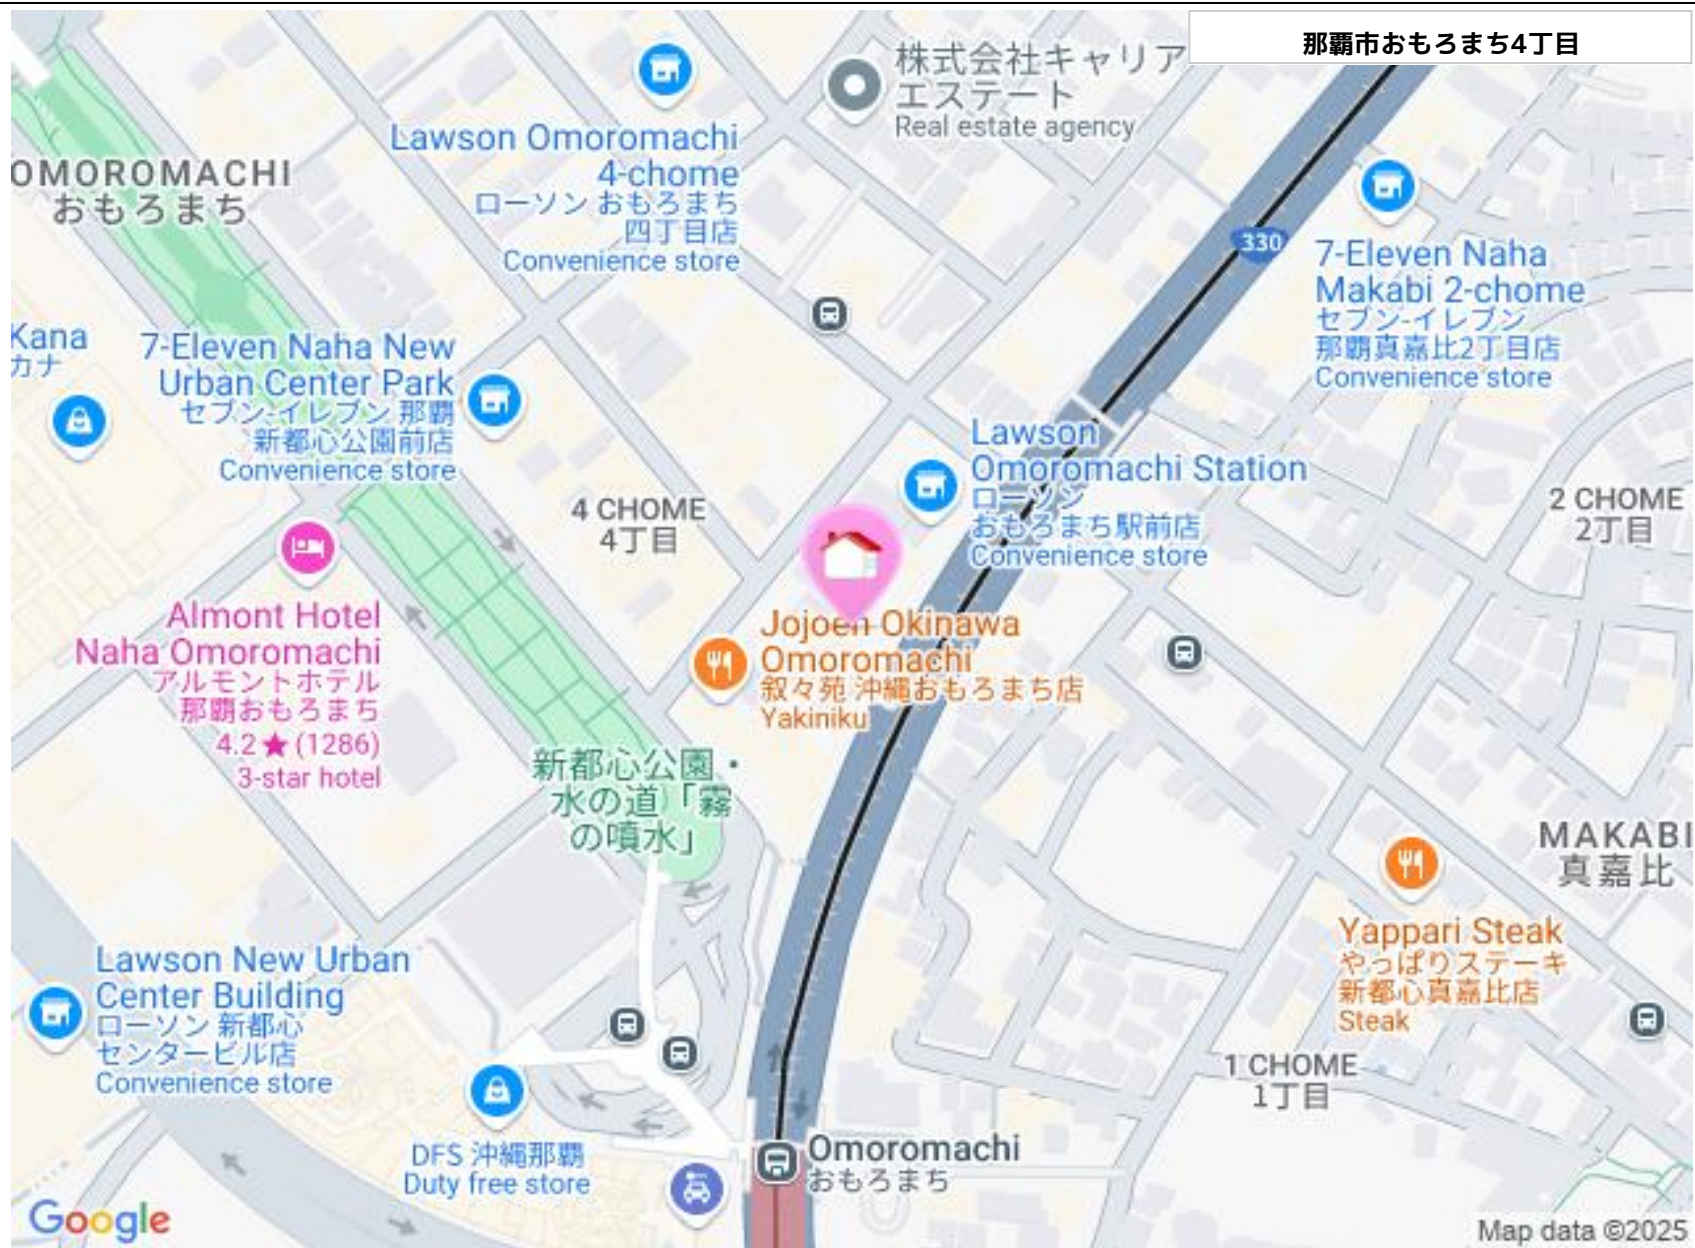 那覇市おもろまち4丁目
株式会社キャリア
エステート
Real estate agency
Lawson Omoromachi
4-chome
ローソン おもろまち
四丁目店
Convenience store
OMOROMACHI
おもろまち
330
7-Eleven Naha
Makabi 2-chome
セブン-イレブン
那覇真嘉比2丁目店
Convenience store
Kana
カナ
7-Eleven Naha New
Urban Center Park
セブン-イレブン 那覇
新都心公園前店
Convenience store
Lawson
Omoromachi Station
ローソン
おもろまち駅前店
Convenience store
4 CHOME
4丁目
2 CHOME
2丁目
Almont Hotel
Naha Omoromachi
アルモントホテル
那覇おもろまち
4.2★(1286)
3-star hotel
Jojoen Okinawa
Omoromachi
叙々苑 沖縄おもろまち店
Yakiniku
新都心公園・
水の道「霧
の噴水」
MAKABI
真嘉比
Yappari Steak
やっぱりステーキ
新都心真嘉比店
Steak
Lawson New Urban
Center Building
ローソン 新都心
センタービル店
Convenience store
1 CHOME
1丁目
DFS 沖縄那覇
Duty free store
Omoromachi
おもろまち
Google
Map data ©2025